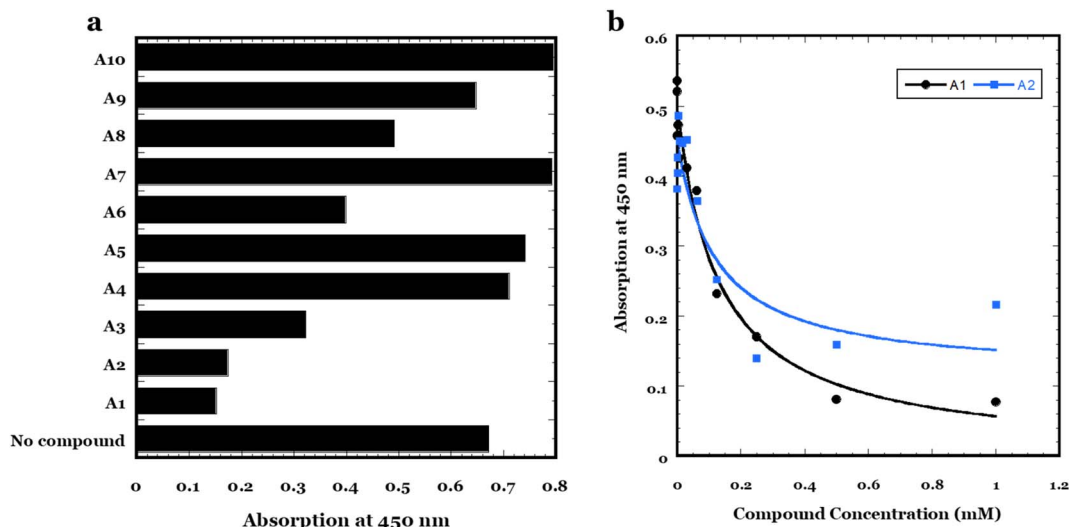 a
A10
A9
A8
A7
A6
A5
A4
A3
A2
A1
No compound
0 0.1 0.2 0.3 0.4 0.5 0.6 0.7 0.8
Absorption at 450 nm
b
0.6
0.5
0.4
0.3
0.2
0.1
0
Absorption at 450 nm
A1 A2
0 0.2 0.4 0.6 0.8 1 1.2
Compound Concentration (mM)